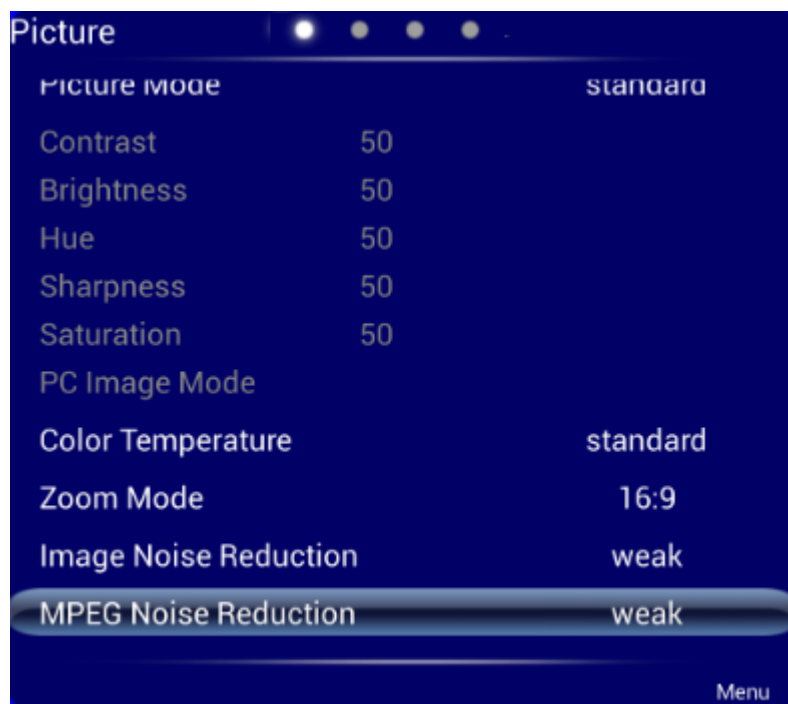 Picture
Picture Mode standard
Contrast 50
Brightness 50
Hue 50
Sharpness 50
Saturation 50
PC Image Mode
Color Temperature standard
Zoom Mode 16:9
Image Noise Reduction weak
MPEG Noise Reduction weak
Menu